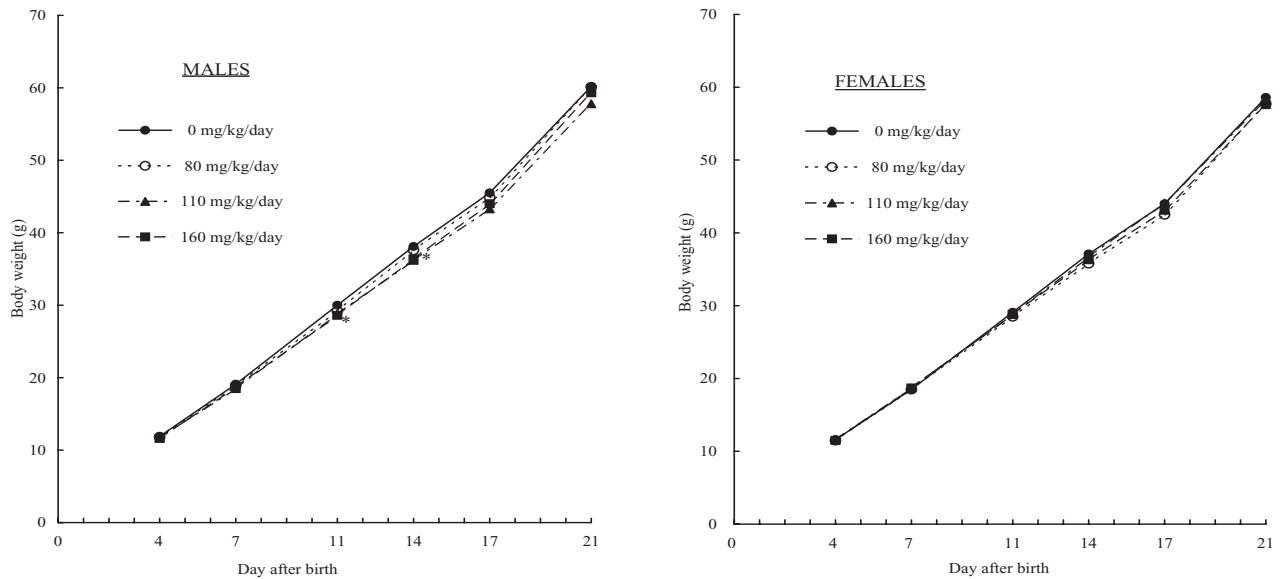 70
60
50
40
30
20
10
0
Body weight (g)
MALES
0 mg/kg/day
80 mg/kg/day
110 mg/kg/day
160 mg/kg/day
*
*
0 4 7 11 14 17 21
Day after birth
70
60
50
40
30
20
10
0
Body weight (g)
FEMALES
0 mg/kg/day
80 mg/kg/day
110 mg/kg/day
160 mg/kg/day
0 4 7 11 14 17 21
Day after birth